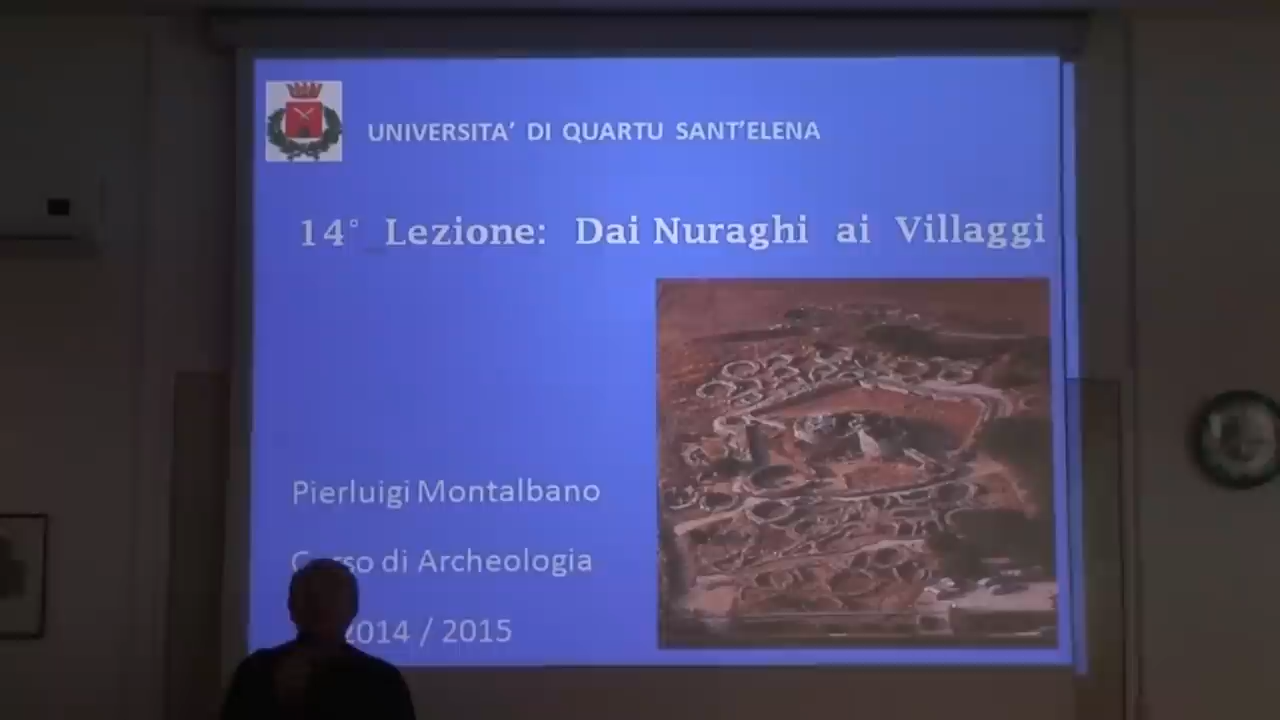 UNIVERSITA' DI QUARTU SANT'ELENA
14° Lezione: Dai Nuraghi ai Villaggi
Pierluigi Montalbano
di Archeologia
2014 / 2015